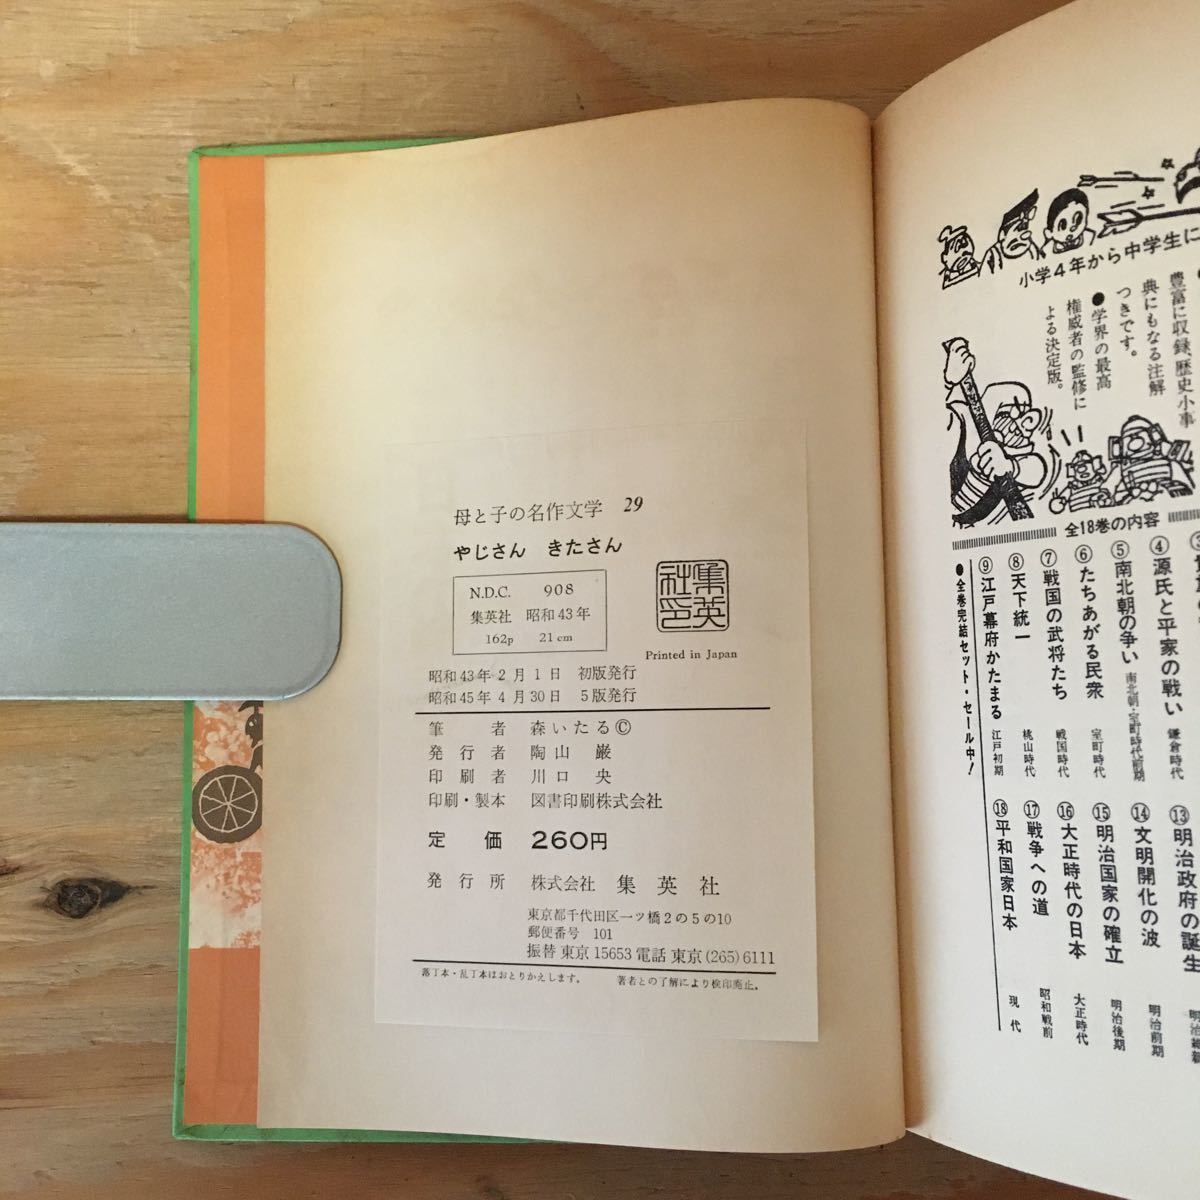 母と子の名作文学 29
やじさん きたさん
N.D.C. 908
集英社 昭和43年
162p 21cm
集英社印
Printed in Japan
昭和43年2月1日 初版発行
昭和45年4月30日 5版発行
筆者 森いたる©
発行者 陶山 巌
印刷者 川口 央
印刷・製本 図書印刷株式会社
定価 260円
発行所 株式会社 集英社
東京都千代田区一ツ橋2の5の10
郵便番号 101
振替 東京 15653 電話 東京(265)6111
落丁本・乱丁本はおとりかえします。 著者との了解により検印廃止。
小学4年から中学生に
豊富に収録、歴史小事
典にもなる注解
つきです。
●学界の最高
権威者の監修に
よる決定版。
全18巻の内容
④源氏と平家の戦い 鎌倉時代
⑤南北朝の争い 南北朝・室町時代前期
⑥たちあがる民衆 室町時代
⑦戦国の武将たち 戦国時代
⑧天下統一 桃山時代
⑨江戸幕府かたまる 江戸初期
⑬明治政府の誕生 明治維新
⑭文明開化の波 明治前期
⑮明治国家の確立 明治後期
⑯大正時代の日本 大正時代
⑰戦争への道 昭和戦前
⑱平和国家日本 現代
●全巻完結セット・セール中!